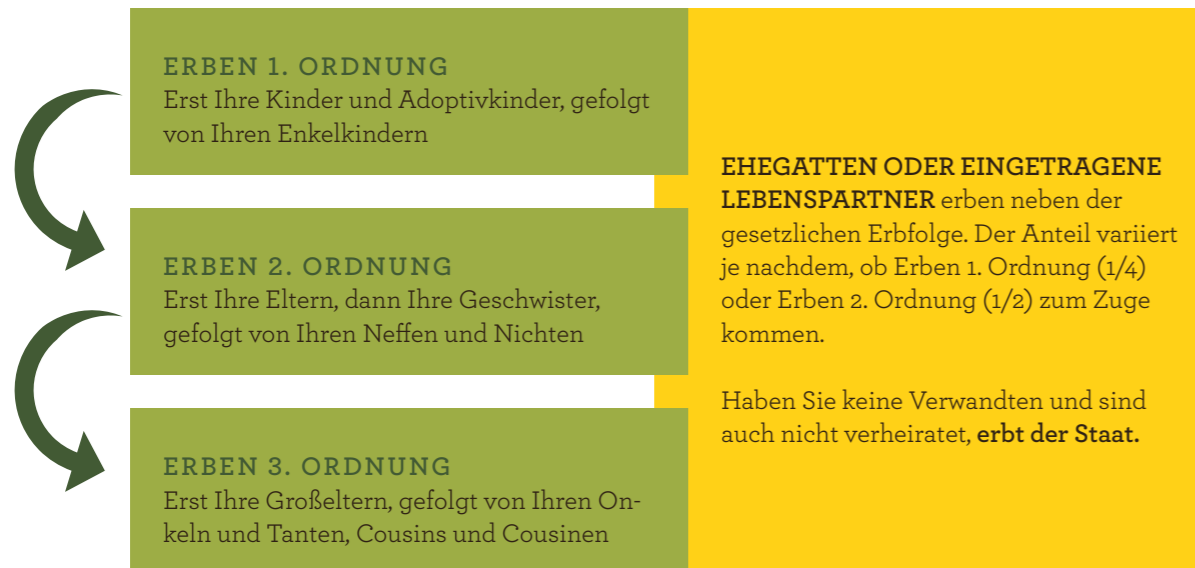 ERBEN 1. ORDNUNG
Erst Ihre Kinder und Adoptivkinder, gefolgt
von Ihren Enkelkindern
ERBEN 2. ORDNUNG
Erst Ihre Eltern, dann Ihre Geschwister,
gefolgt von Ihren Neffen und Nichten
ERBEN 3. ORDNUNG
Erst Ihre Großeltern, gefolgt von Ihren On-
keln und Tanten, Cousins und Cousinen
EHEGATTEN ODER EINGETRAGENE
LEBENSPARTNER erben neben der
gesetzlichen Erbfolge. Der Anteil variiert
je nachdem, ob Erben 1. Ordnung (1/4)
oder Erben 2. Ordnung (1/2) zum Zuge
kommen.
Haben Sie keine Verwandten und sind
auch nicht verheiratet, erbt der Staat.